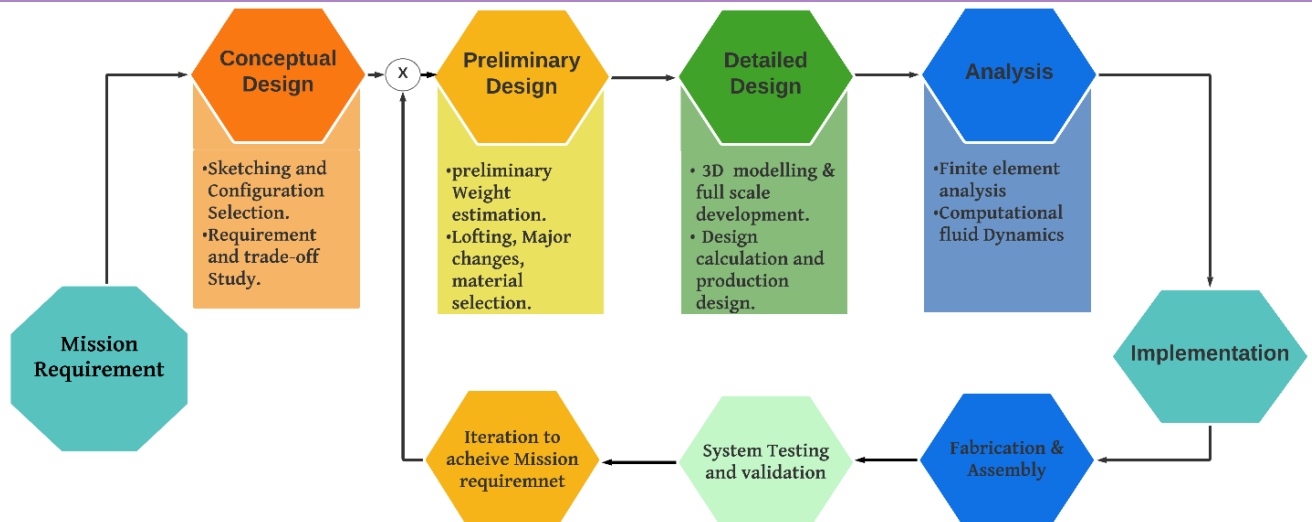 Conceptual
Design
X
Preliminary
Design
Detailed
Design
Analysis
•Sketching and
Configuration
Selection.
•Requirement
and trade-off
Study.
•preliminary
Weight
estimation.
•Lofting, Major
changes,
material
selection.
• 3D modelling &
full scale
development.
• Design
calculation and
production
design.
•Finite element
analysis
•Computational
fluid Dynamics
Mission
Requirement
Implementation
Iteration to
acheive Mission
requiremnet
System Testing
and validation
Fabrication &
Assembly